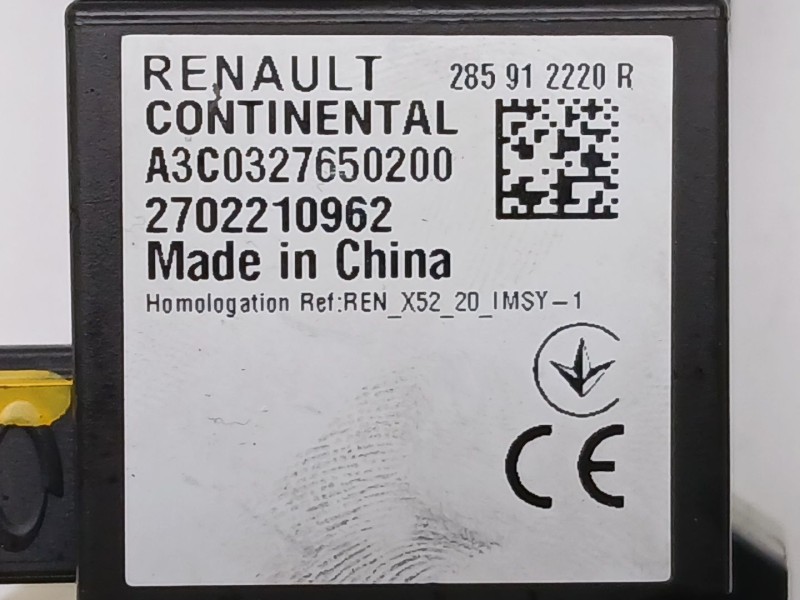 RENAULT 285 91 2220 R
CONTINENTAL
A3C0327650200
2702210962
Made in China
Homologation Ref:REN_X52_20_IMSY-1
CE